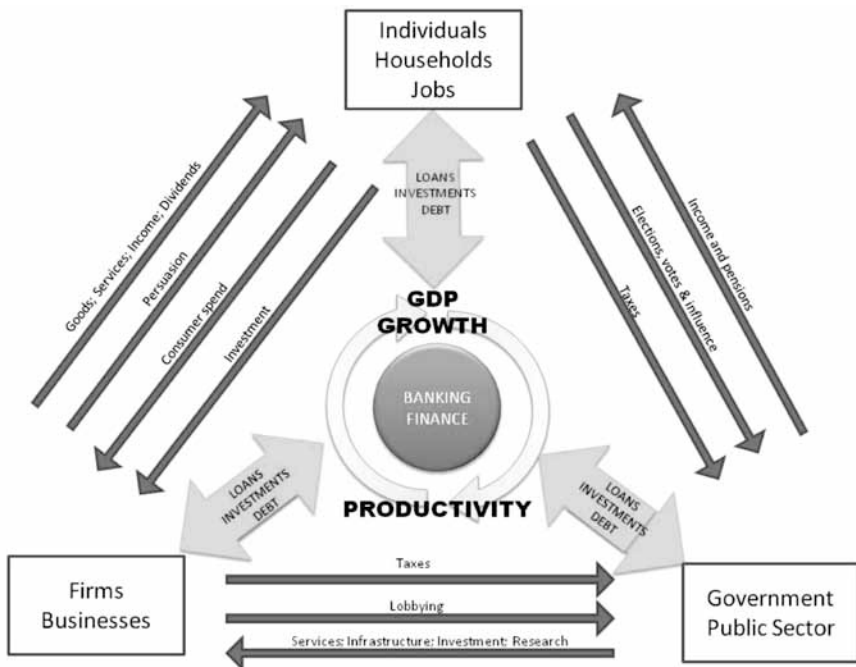 Individuals
Households
Jobs
LOANS
INVESTMENTS
DEBT
Goods; Services; Income; Dividends
Persuasion
Consumer spend
Investment
Income and pensions
Elections, votes & influence
Taxes
GDP
GROWTH
BANKING
FINANCE
PRODUCTIVITY
LOANS
INVESTMENTS
DEBT
LOANS
INVESTMENTS
DEBT
Firms
Businesses
Taxes
Lobbying
Services; Infrastructure; Investment; Research
Government
Public Sector